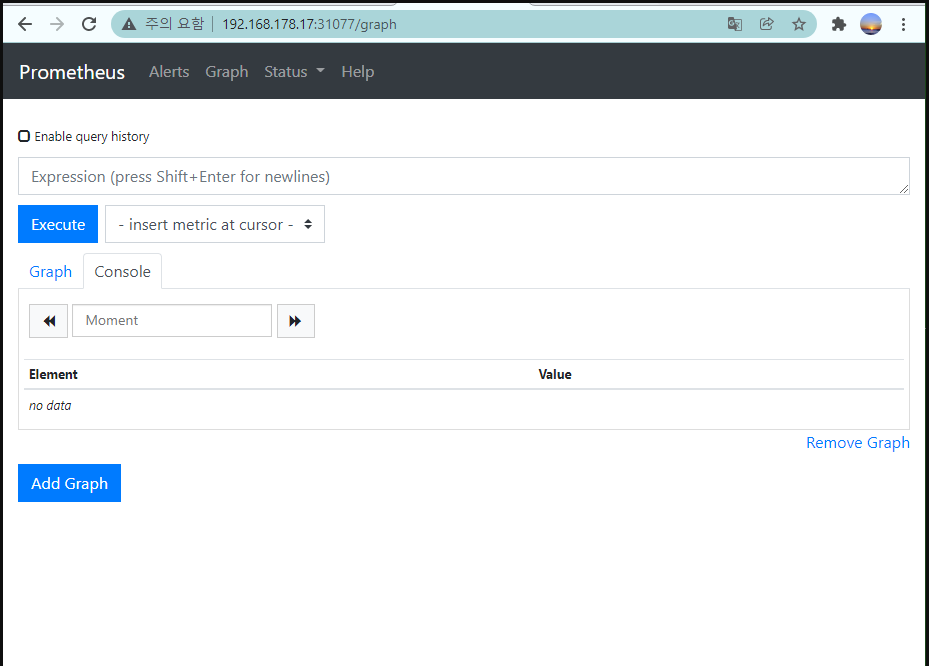 주의 요함 192.168.178.17:31077/graph
Prometheus Alerts Graph Status Help
Enable query history
Expression (press Shift+Enter for newlines)
Execute - insert metric at cursor -
Graph Console
Moment
Element Value
no data
Remove Graph
Add Graph